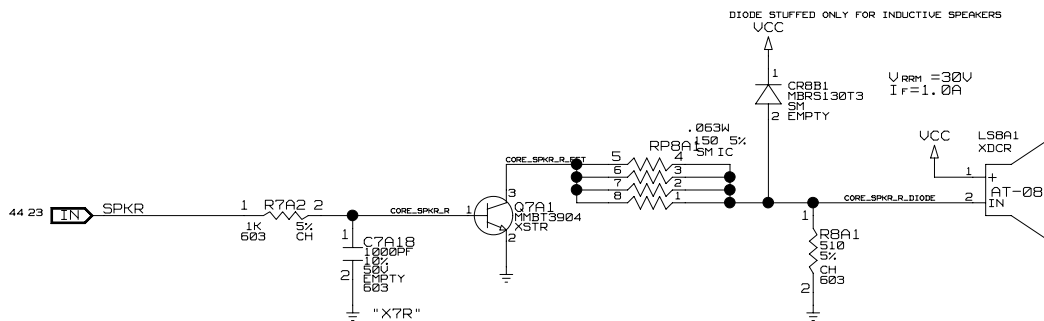 DIODE STUFFED ONLY FOR INDUCTIVE SPEAKERS
VCC
1
CR8B1
MBRS130T3
SM
EMPTY
2
VRRM =30V
IF=1.0A
.063W
150 5%
RP8A1
SM IC
VCC
LS8A1
XDCR
1 +
AT-08
2 IN
CORE_SPKR_R_FET
5 4
6 3
7 2
8 1
CORE_SPKR_R_DIODE
44 23 IN SPKR
1 R7A2 2
1K 5%
603 CH
CORE_SPKR_R
1
3
Q7A1
MMBT3904
XSTR
2
1
C7A18
1000PF
10%
50V
EMPTY
603
2
"X7R"
1
R8A1
510
5%
CH
603
2